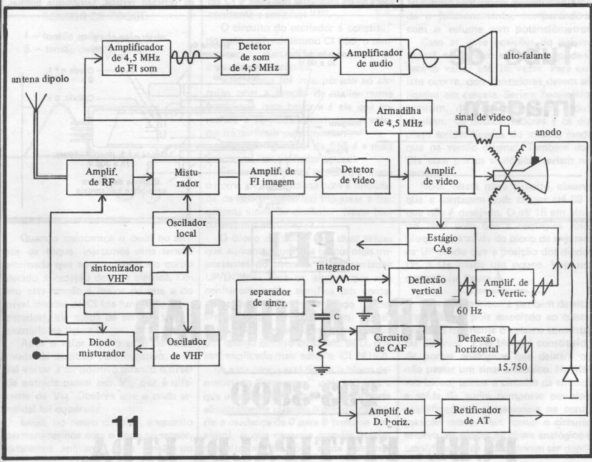 Amplificador
de 4,5 MHz
de FI som
Detetor
de som
de 4,5 MHz
Amplificador
de audio
alto-falante
antena dipolo
Armadilha
de 4,5 MHz
sinal de video
anodo
Amplif.
de RF
Mistu-
rador
Amplif. de
FI imagem
Detetor
de video
Amplif.
de video
Oscilador
local
Estágio
CAg
sintonizador
VHF
integrador
R
C
separador
de sincr.
Deflexão
vertical
Amplif. de
D. Vertic.
60 Hz
C
R
Diodo
misturador
Oscilador
de VHF
Circuito
de CAF
Deflexão
horizontal
15.750
Amplif. de
D. horiz.
Retificador
de AT
11